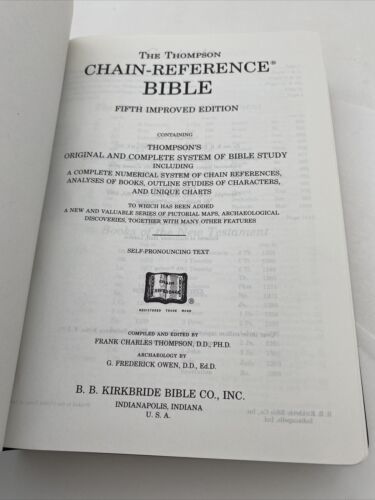 THE THOMPSON
CHAIN-REFERENCE®
BIBLE
FIFTH IMPROVED EDITION
CONTAINING
THOMPSON'S
ORIGINAL AND COMPLETE SYSTEM OF BIBLE STUDY
INCLUDING
A COMPLETE NUMERICAL SYSTEM OF CHAIN REFERENCES,
ANALYSES OF BOOKS, OUTLINE STUDIES OF CHARACTERS,
AND UNIQUE CHARTS
TO WHICH HAS BEEN ADDED
A NEW AND VALUABLE SERIES OF PICTORIAL MAPS, ARCHAEOLOGICAL
DISCOVERIES, TOGETHER WITH MANY OTHER FEATURES
SELF-PRONOUNCING TEXT
CHAIN
REFERENCE
®
REGISTERED TRADE MARK
COMPILED AND EDITED BY
FRANK CHARLES THOMPSON, D.D., PH.D.
ARCHAEOLOGY BY
G. FREDERICK OWEN, D.D., ED.D.
B. B. KIRKBRIDE BIBLE CO., INC.
INDIANAPOLIS, INDIANA
U. S. A.